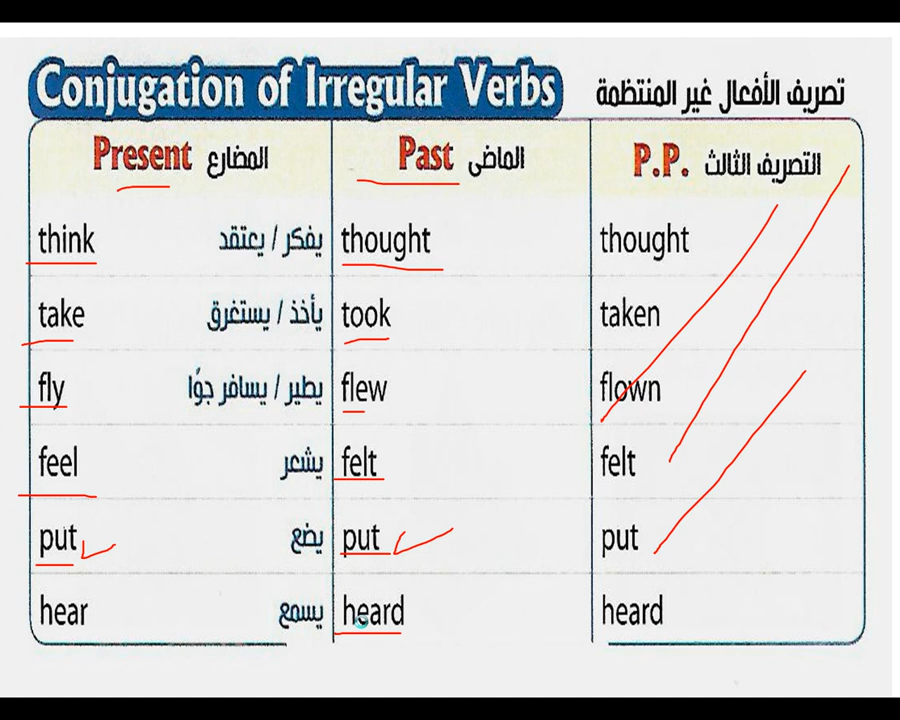 Conjugation of Irregular Verbs تصريف الأفعال غير المنتظمة
Present المضارع Past الماضى P.P. التصريف الثالث
think يفكر / يعتقد thought thought
take يأخذ / يستغرق took taken
fly يطير / يسافر جوًا flew flown
feel يشعر felt felt
put يضع put put
hear يسمع heard heard